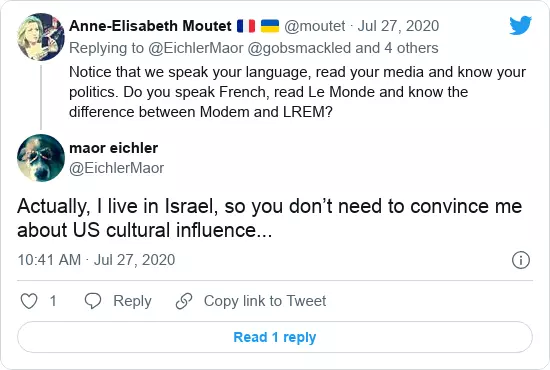 Anne-Elisabeth Moutet 🇫🇷 🇺🇦 @moutet · Jul 27, 2020
Replying to @EichlerMaor @gobsmackled and 4 others
Notice that we speak your language, read your media and know your
politics. Do you speak French, read Le Monde and know the
difference between Modem and LREM?
maor eichler
@EichlerMaor
Actually, I live in Israel, so you don’t need to convince me
about US cultural influence...
10:41 AM · Jul 27, 2020
1 Reply Copy link to Tweet
Read 1 reply